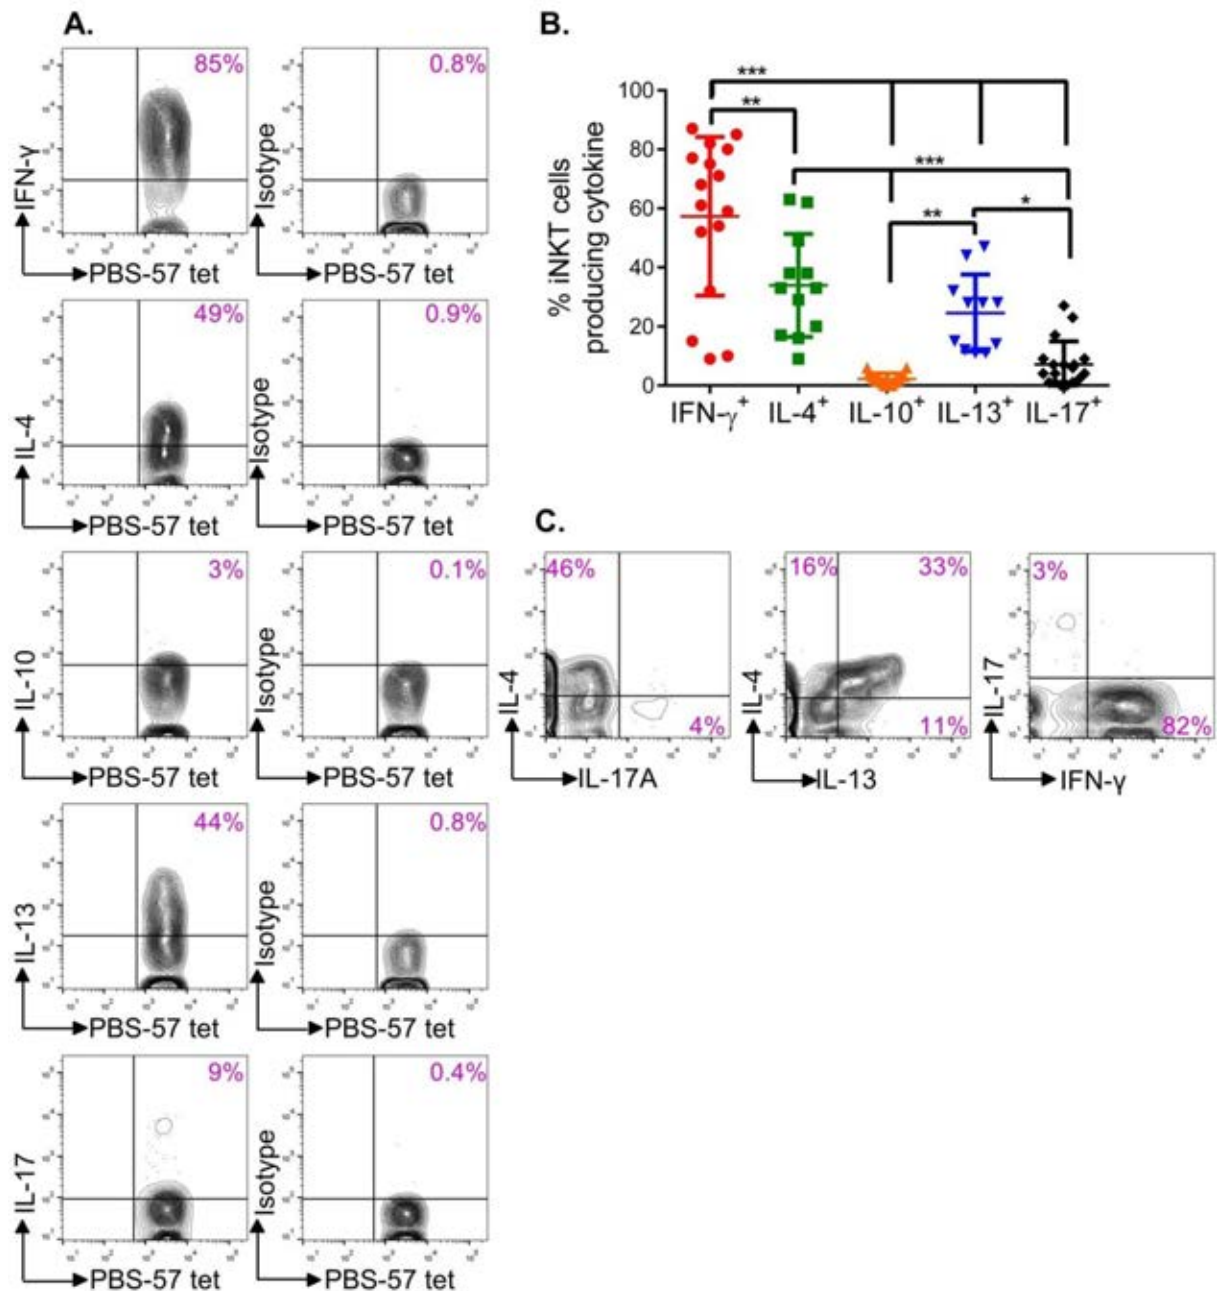 A.
85%
IFN-γ
PBS-57 tet
0.8%
Isotype
PBS-57 tet
49%
IL-4
PBS-57 tet
0.9%
Isotype
PBS-57 tet
3%
IL-10
PBS-57 tet
0.1%
Isotype
PBS-57 tet
44%
IL-13
PBS-57 tet
0.8%
Isotype
PBS-57 tet
9%
IL-17
PBS-57 tet
0.4%
Isotype
PBS-57 tet
B.
% iNKT cells
producing cytokine
100
80
60
40
20
0
***
**
***
**
*
IFN-γ+ IL-4+ IL-10+ IL-13+ IL-17+
C.
46%
4%
IL-4
IL-17A
16% 33%
11%
IL-4
IL-13
3%
82%
IL-17
IFN-γ